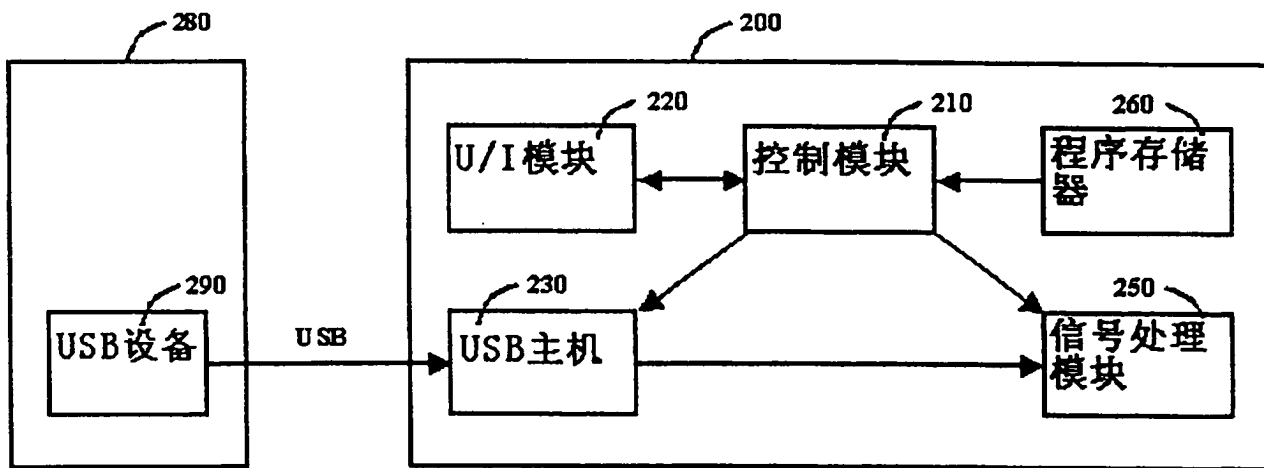 280
200
220
210
260
U/I模块
控制模块
程序存储
器
290
230
250
USB设备
USB
USB主机
信号处理
模块